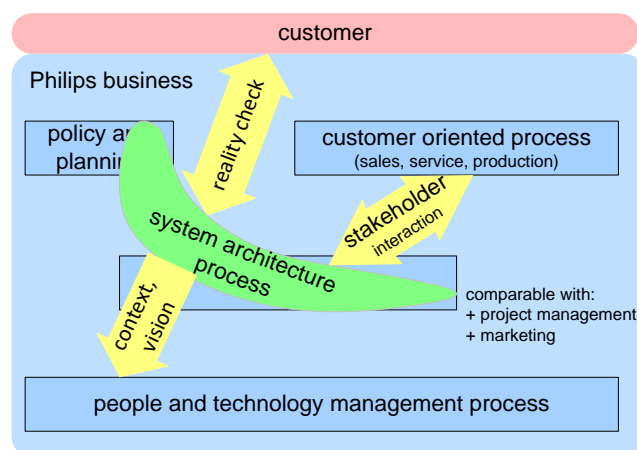 customer
Philips business
policy an
planning
reality check
customer oriented process
(sales, service, production)
stakeholder
interaction
system architecture
process
context,
vision
comparable with:
+ project management
+ marketing
people and technology management process